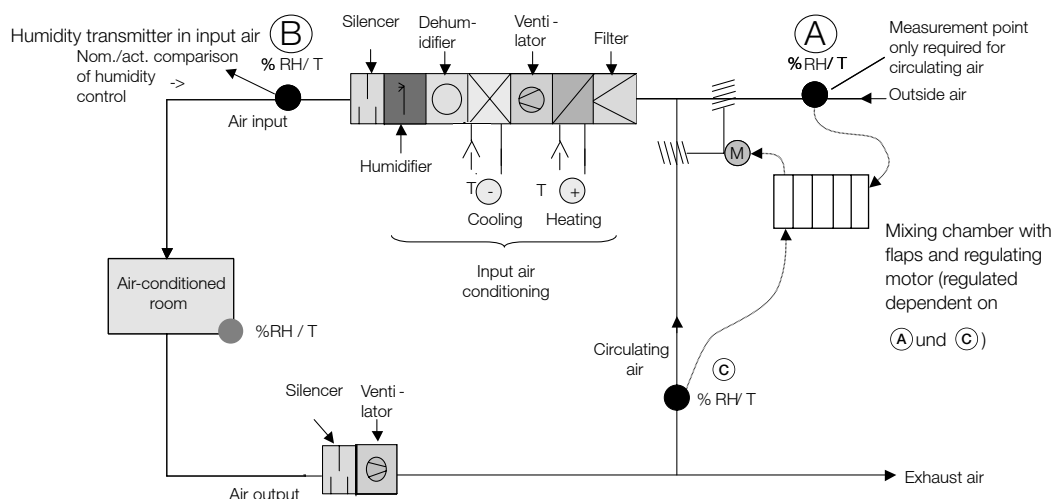 Humidity transmitter in input air
B
% RH/ T
Nom./act. comparison
of humidity
control
->
Air input
Silencer
Dehum-
idifier
Venti -
lator
Filter
A
% RH/ T
Measurement point
only required for
circulating air
Outside air
Humidifier
T
-
Cooling
T
+
Heating
M
Input air
conditioning
Mixing chamber with
flaps and regulating
motor (regulated
dependent on
A und C )
Air-conditioned
room
%RH / T
Circulating
air
C
% RH/ T
Silencer
Venti -
lator
Air output
Exhaust air